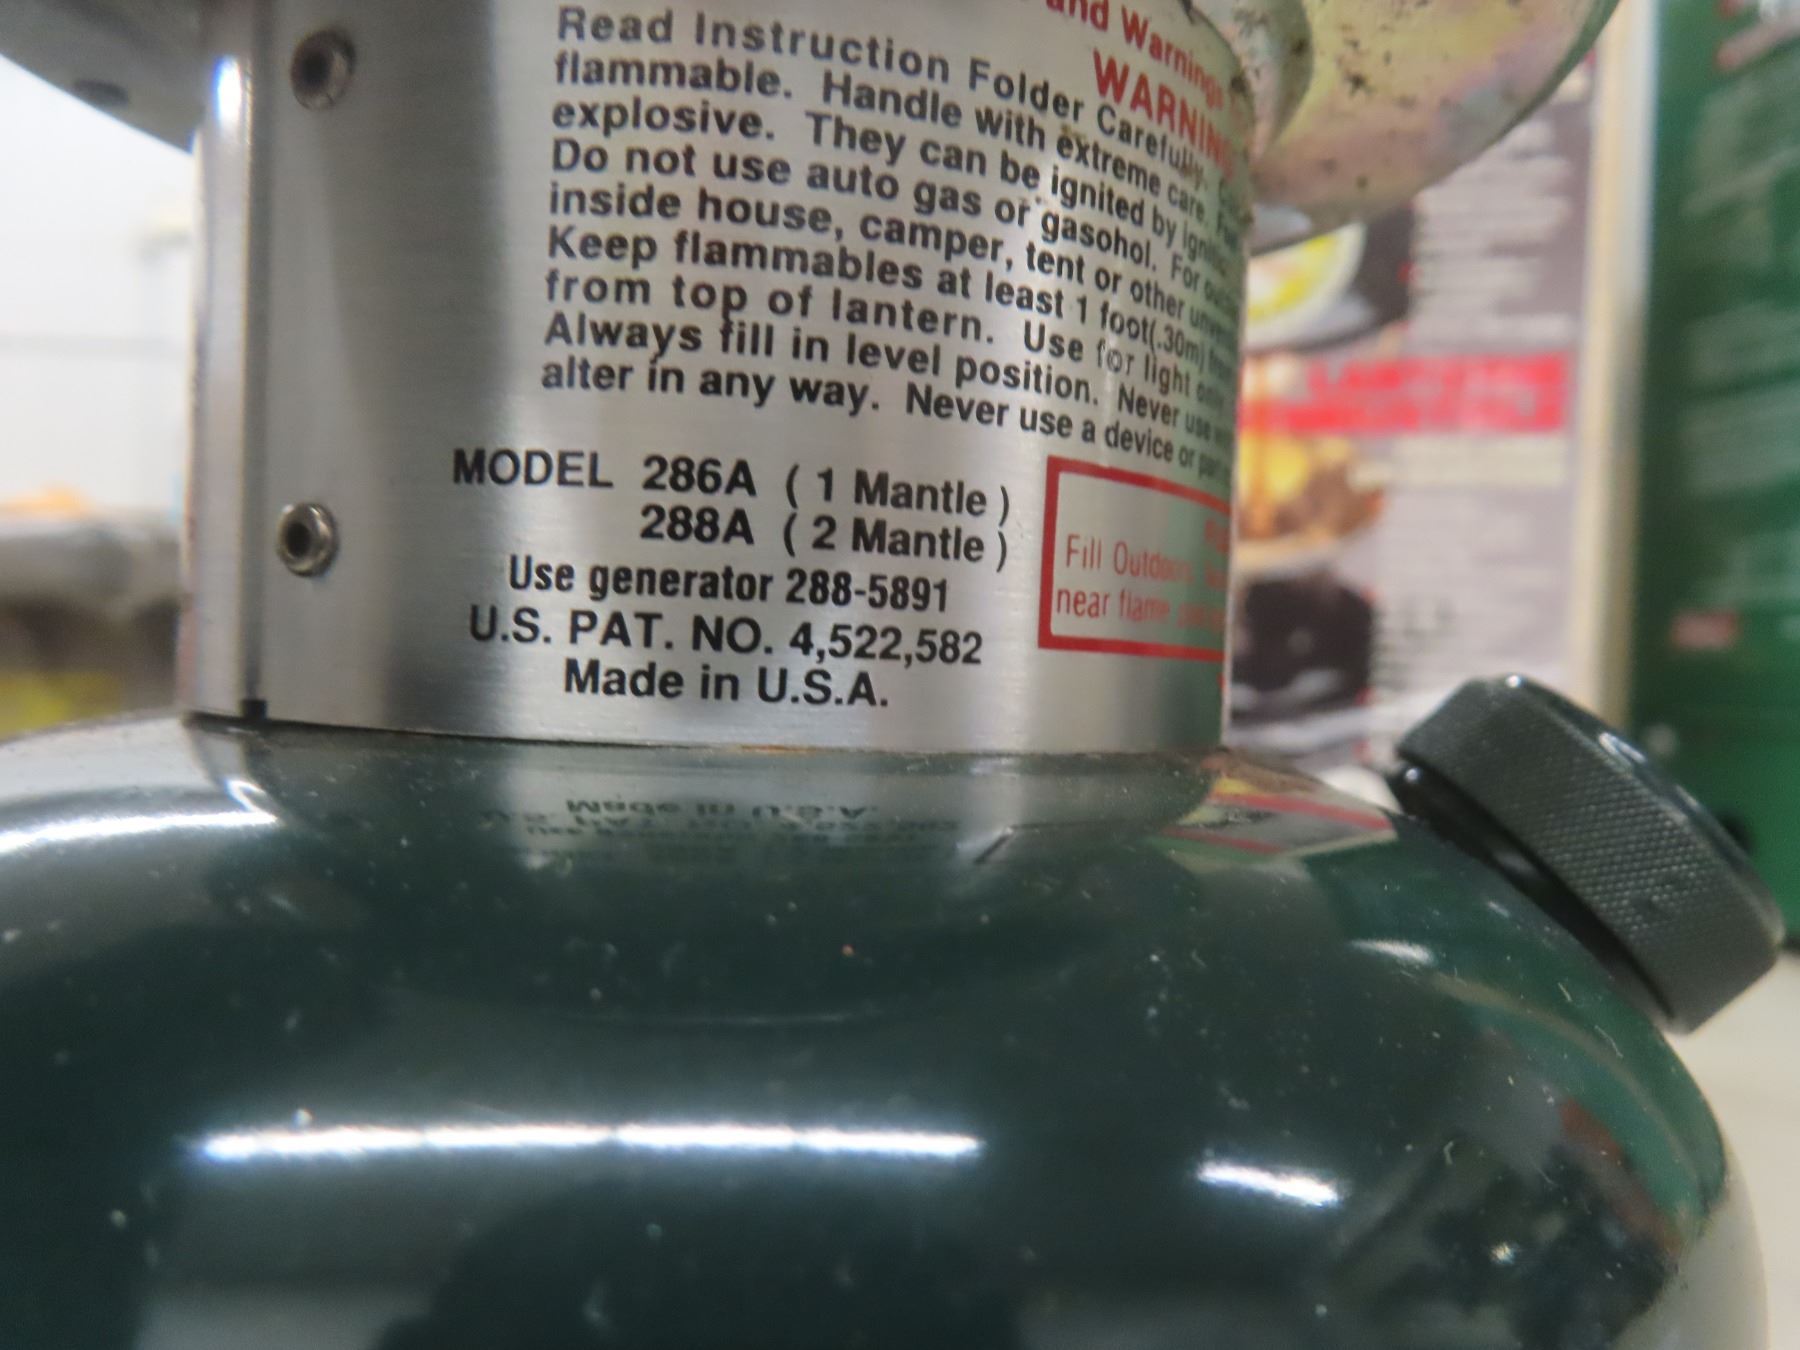 and Warnings
WARNING
Read Instruction Folder Carefully.
flammable. Handle with extreme care.
explosive. They can be ignited by
Do not use auto gas or gasohol. For
inside house, camper, tent or other
Keep flammables at least 1 foot(.30m) from
from top of lantern. Use for light only
Always fill in level position. Never use
alter in any way. Never use a device or
MODEL 286A ( 1 Mantle )
288A ( 2 Mantle )
Use generator 288-5891
U.S. PAT. NO. 4,522,582
Made in U.S.A.
Fill Outdoors
near flame